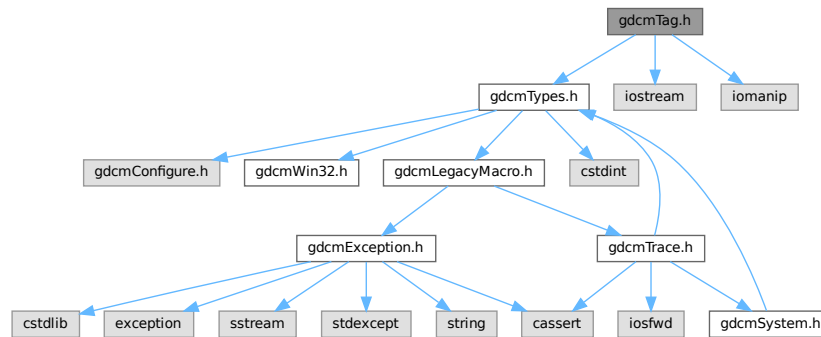 gdcmTag.h
gdcmTypes.h
iostream
iomanip
gdcmConfigure.h
gdcmWin32.h
gdcmLegacyMacro.h
cstdint
gdcmException.h
gdcmTrace.h
cstdlib
exception
sstream
stdexcept
string
cassert
iosfwd
gdcmSystem.h